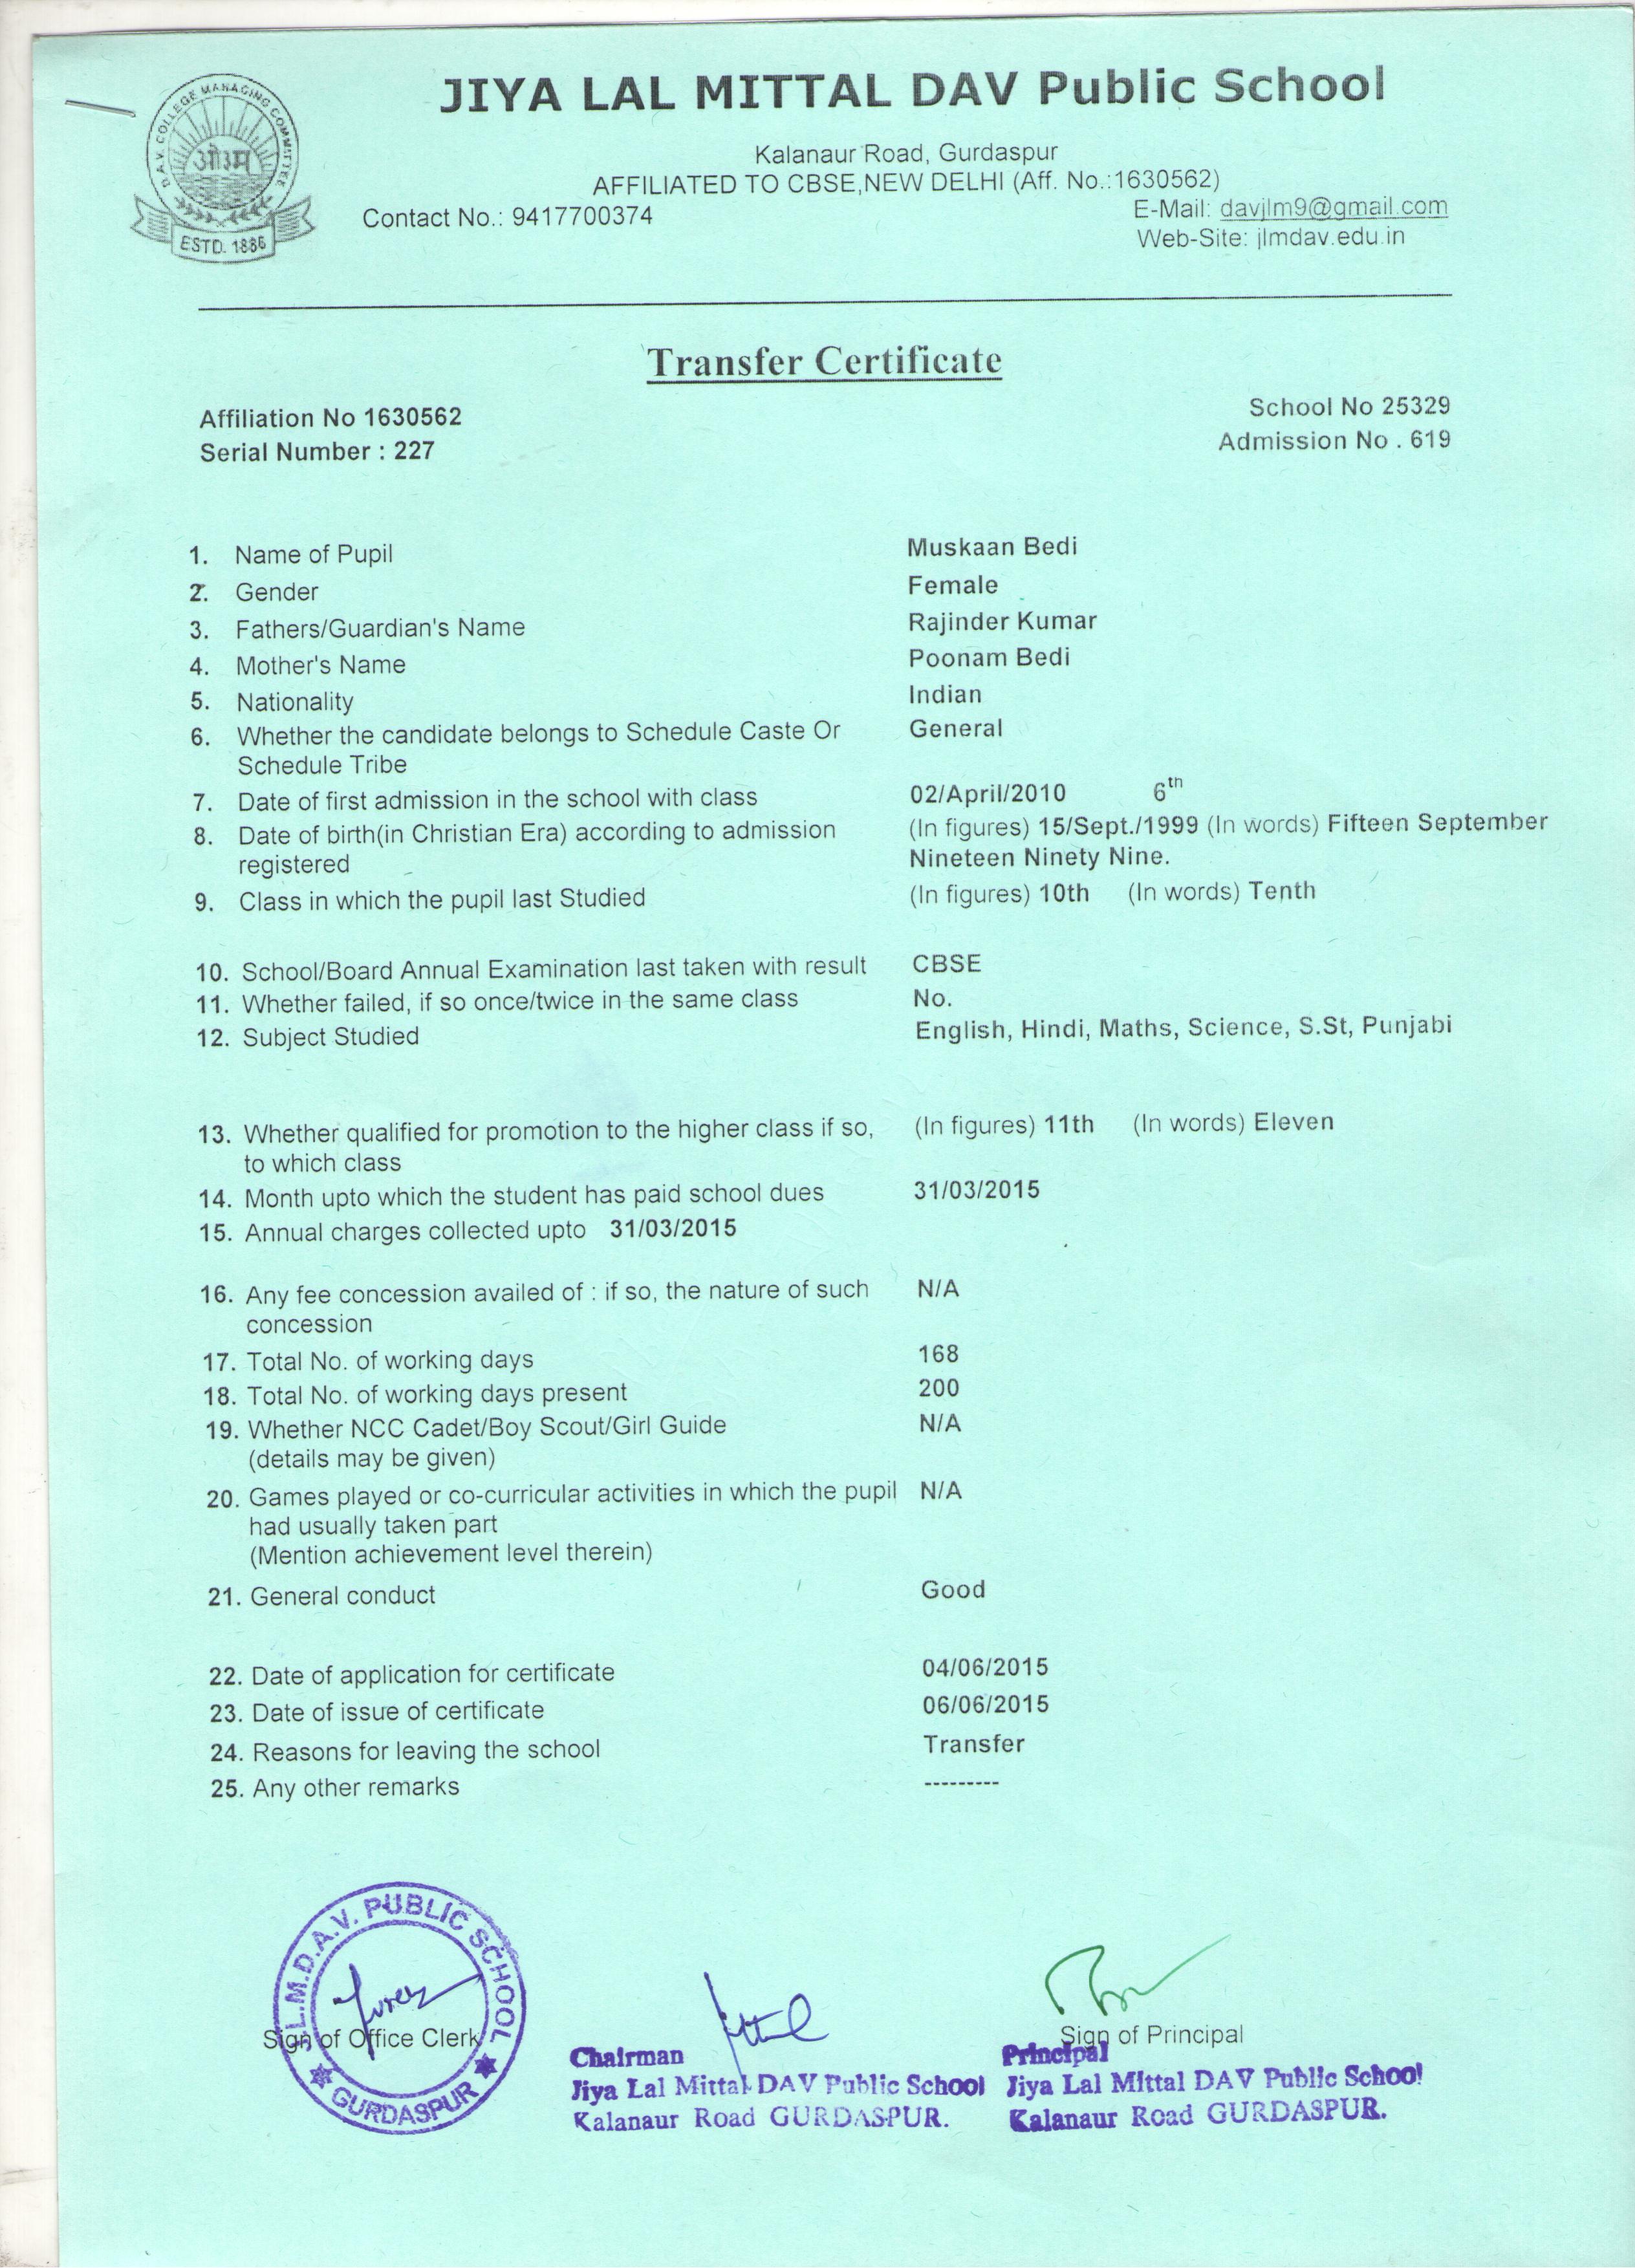 D.A.V. COLLEGE MANAGING COMMITTEE
ओ३म्
ESTD. 1886
JIYA LAL MITTAL DAV Public School
Kalanaur Road, Gurdaspur
AFFILIATED TO CBSE,NEW DELHI (Aff. No.:1630562)
Contact No.: 9417700374
E-Mail: davjlm9@gmail.com
Web-Site: jlmdav.edu.in
Transfer Certificate
Affiliation No 1630562 School No 25329
Serial Number : 227 Admission No . 619
1. Name of Pupil Muskaan Bedi
2. Gender Female
3. Fathers/Guardian's Name Rajinder Kumar
4. Mother's Name Poonam Bedi
5. Nationality Indian
6. Whether the candidate belongs to Schedule Caste Or General
Schedule Tribe
7. Date of first admission in the school with class 02/April/2010 6th
8. Date of birth(in Christian Era) according to admission (In figures) 15/Sept./1999 (In words) Fifteen September
registered Nineteen Ninety Nine.
9. Class in which the pupil last Studied (In figures) 10th (In words) Tenth
10. School/Board Annual Examination last taken with result CBSE
11. Whether failed, if so once/twice in the same class No.
12. Subject Studied English, Hindi, Maths, Science, S.St, Punjabi
13. Whether qualified for promotion to the higher class if so, (In figures) 11th (In words) Eleven
to which class
14. Month upto which the student has paid school dues 31/03/2015
15. Annual charges collected upto 31/03/2015
16. Any fee concession availed of : if so, the nature of such N/A
concession
17. Total No. of working days 168
18. Total No. of working days present 200
19. Whether NCC Cadet/Boy Scout/Girl Guide N/A
(details may be given)
20. Games played or co-curricular activities in which the pupil N/A
had usually taken part
(Mention achievement level therein)
21. General conduct Good
22. Date of application for certificate 04/06/2015
23. Date of issue of certificate 06/06/2015
24. Reasons for leaving the school Transfer
25. Any other remarks ---------
J.L.M.D.A.V. PUBLIC SCHOOL
GURDASPUR
Sign of Office Clerk
Sign of Principal
Chairman
Jiya Lal Mittal DAV Public School
Kalanaur Road GURDASPUR.
Principal
Jiya Lal Mittal DAV Public School
Kalanaur Road GURDASPUR.